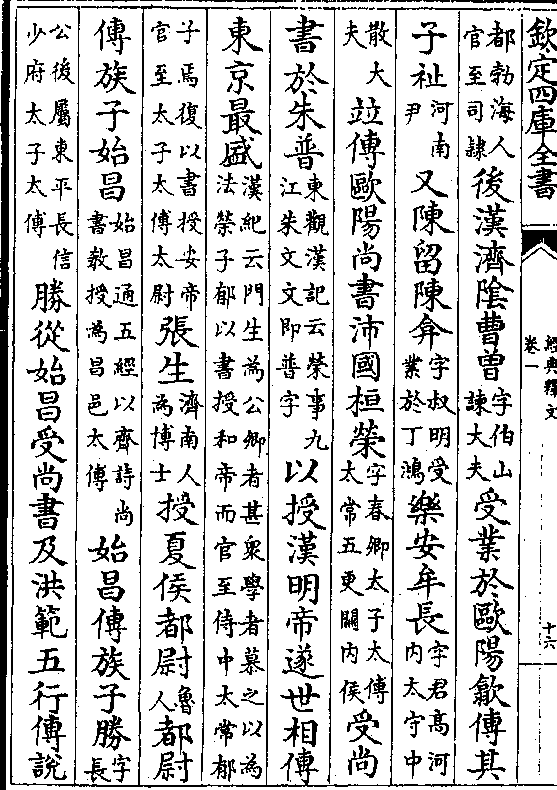 欽定四庫全書
經典釋文
卷一
十六
都勃海人官至司隸後漢濟陰曹曾字伯山諫大夫受業於歐陽歙傳其
子祉河南尹又陳留陳弇字叔明受業於丁鴻樂安牟長字君髙河内太守中
散大夫竝傳歐陽尚書沛國桓榮字春卿太子太傅太常五更關内侯受尚
書於朱普東觀漢記云榮事九江朱文文即普字以授漢明帝遂世相傳
東京最盛漢紀云門生為公卿者甚衆學者慕之以為法榮子郁以書授和帝而官至侍中太常郁
子焉復以書授安帝官至太子太傅太尉張生濟南人為博士授夏侯都尉魯人都尉
傳族子始昌始昌通五經以齊詩尚書教授為昌邑太傅始昌傳族子勝字長
公後屬東平長信少府太子太傅勝從始昌受尚書及洪範五行傳說